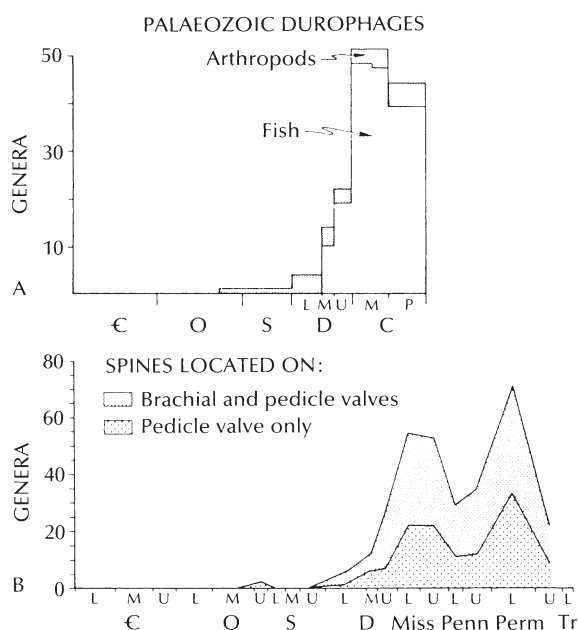 PALAEOZOIC DUROPHAGES
50
Arthropods
Fish
30
GENERA
10
A
L M U M P
Є O S D C
80
SPINES LOCATED ON:
Brachial and pedicle valves
60
Pedicle valve only
40
GENERA
20
B
0
L M U L M U L M U L M U L U L U L U L
Є O S D Miss Penn Perm Tr